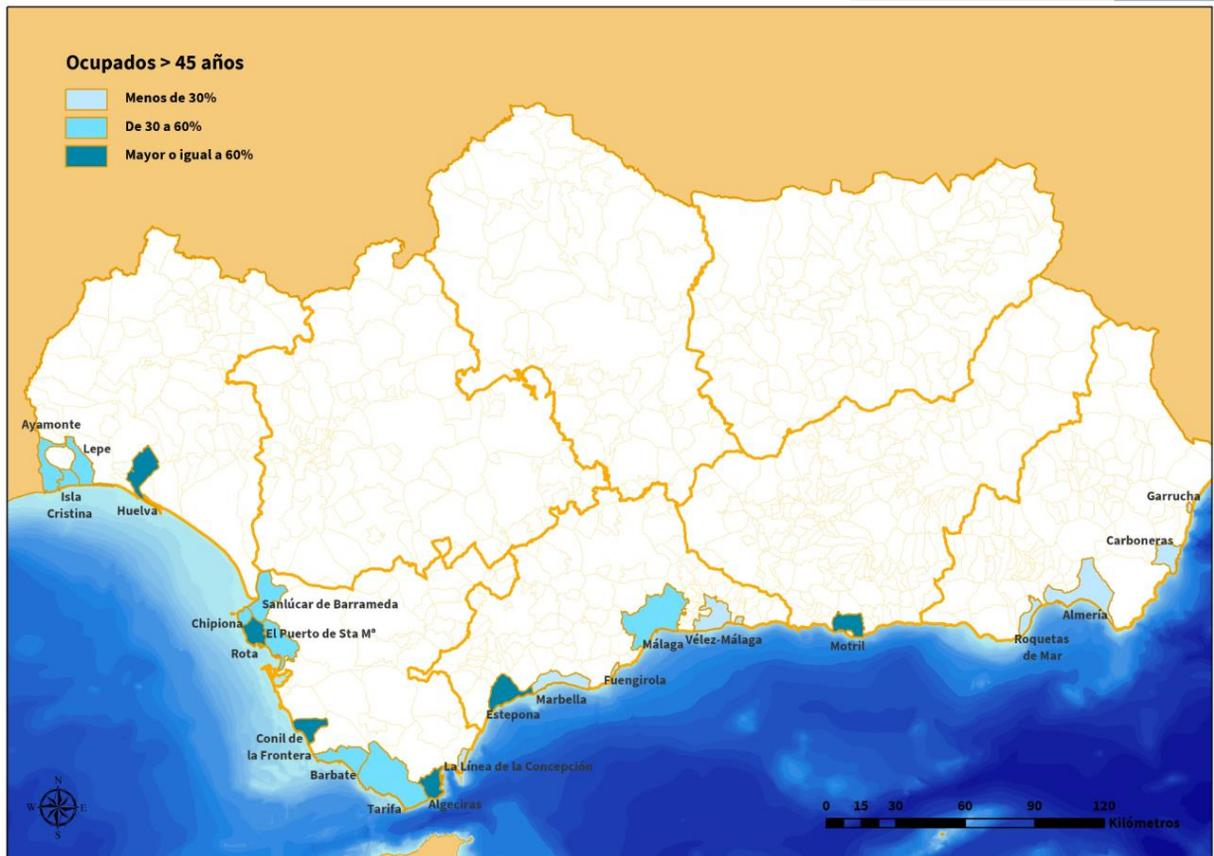 Ocupados > 45 años
Menos de 30%
De 30 a 60%
Mayor o igual a 60%
Ayamonte
Lepe
Isla
Cristina
Huelva
Garrucha
Carboneras
Sanlúcar de Barrameda
Chipiona
El Puerto de Sta Mª
Rota
Almería
Roquetas
de Mar
Málaga
Vélez-Málaga
Motril
Fuengirola
Marbella
Estepona
Conil de
la Frontera
La Línea de la Concepción
Barbate
Tarifa
Algeciras
N
W
E
S
0 15 30 60 90 120
Kilómetros